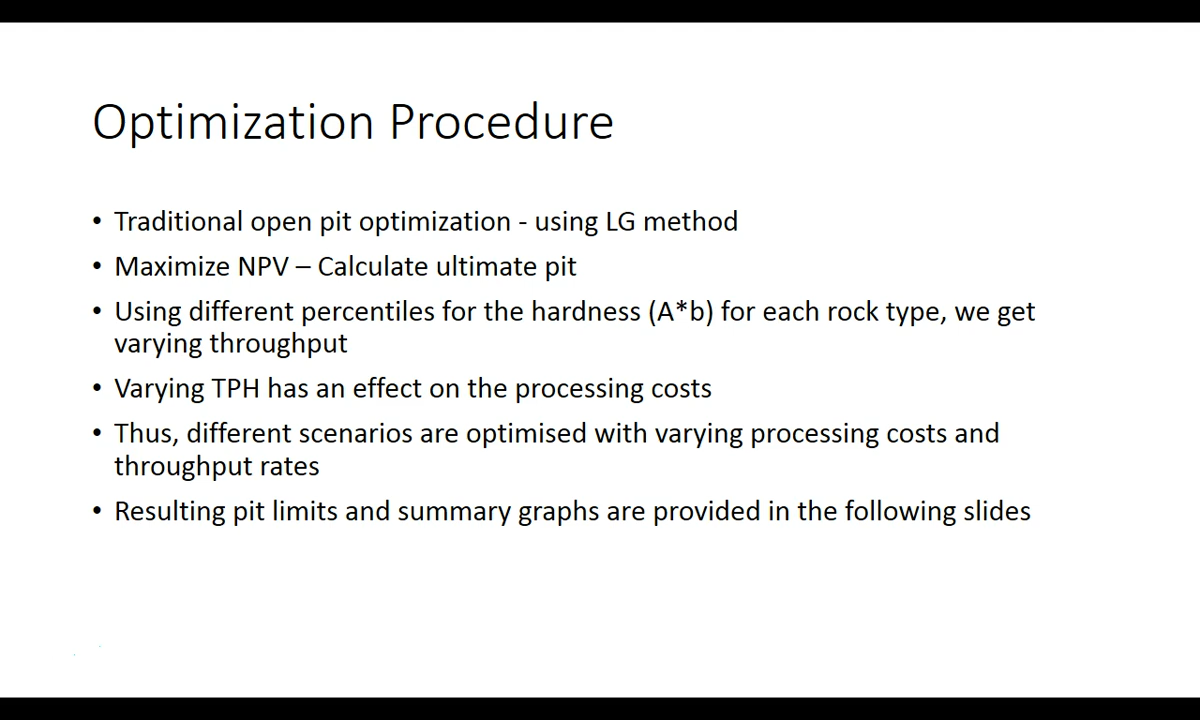 Optimization Procedure
• Traditional open pit optimization - using LG method
• Maximize NPV – Calculate ultimate pit
• Using different percentiles for the hardness (A*b) for each rock type, we get
varying throughput
• Varying TPH has an effect on the processing costs
• Thus, different scenarios are optimised with varying processing costs and
throughput rates
• Resulting pit limits and summary graphs are provided in the following slides